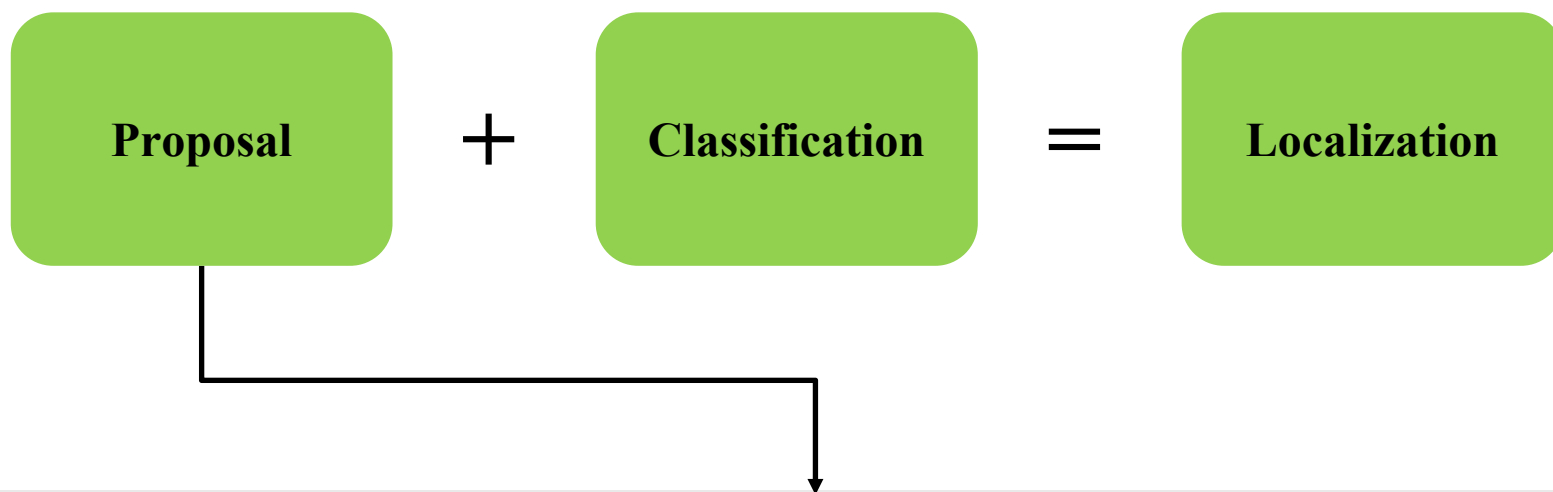 Proposal + Classification = Localization